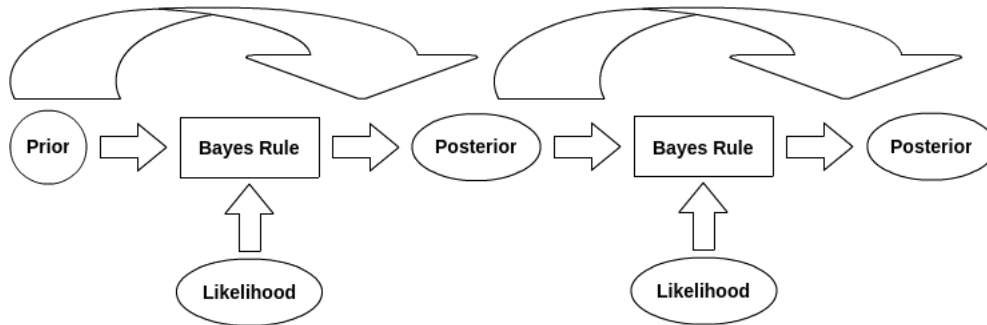 Prior
Bayes Rule
Posterior
Bayes Rule
Posterior
Likelihood
Likelihood